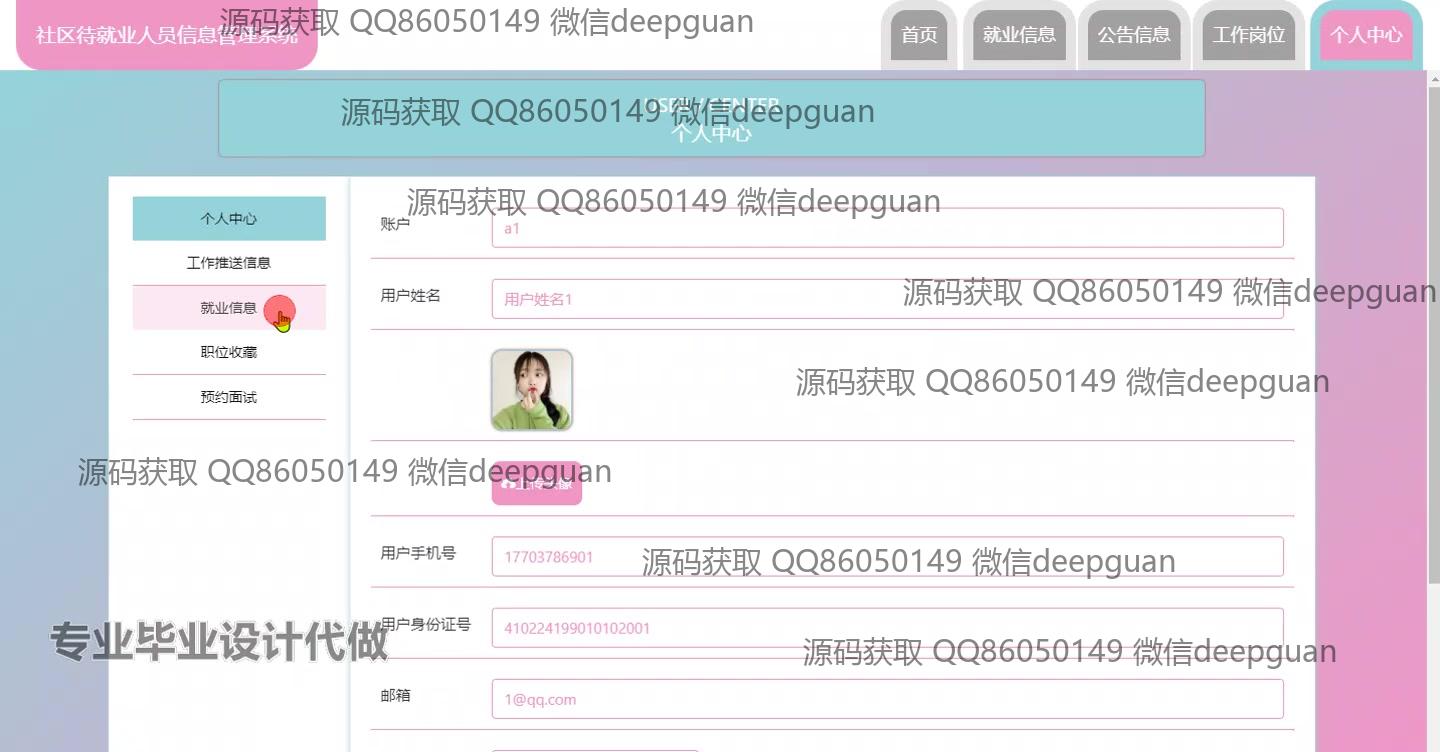 社区待就业人员信息管理系统
源码获取 QQ86050149 微信deepguan
首页
就业信息
公告信息
工作岗位
个人中心
USER / CENTER
源码获取 QQ86050149 微信deepguan
个人中心
源码获取 QQ86050149 微信deepguan
个人中心
工作推送信息
就业信息
职位收藏
预约面试
账户
a1
源码获取 QQ86050149 微信deepguan
用户姓名
用户姓名1
源码获取 QQ86050149 微信deepguan
源码获取 QQ86050149 微信deepguan
上传头像
用户手机号
17703786901
源码获取 QQ86050149 微信deepguan
专业毕业设计代做
用户身份证号
410224199010102001
源码获取 QQ86050149 微信deepguan
邮箱
1@qq.com